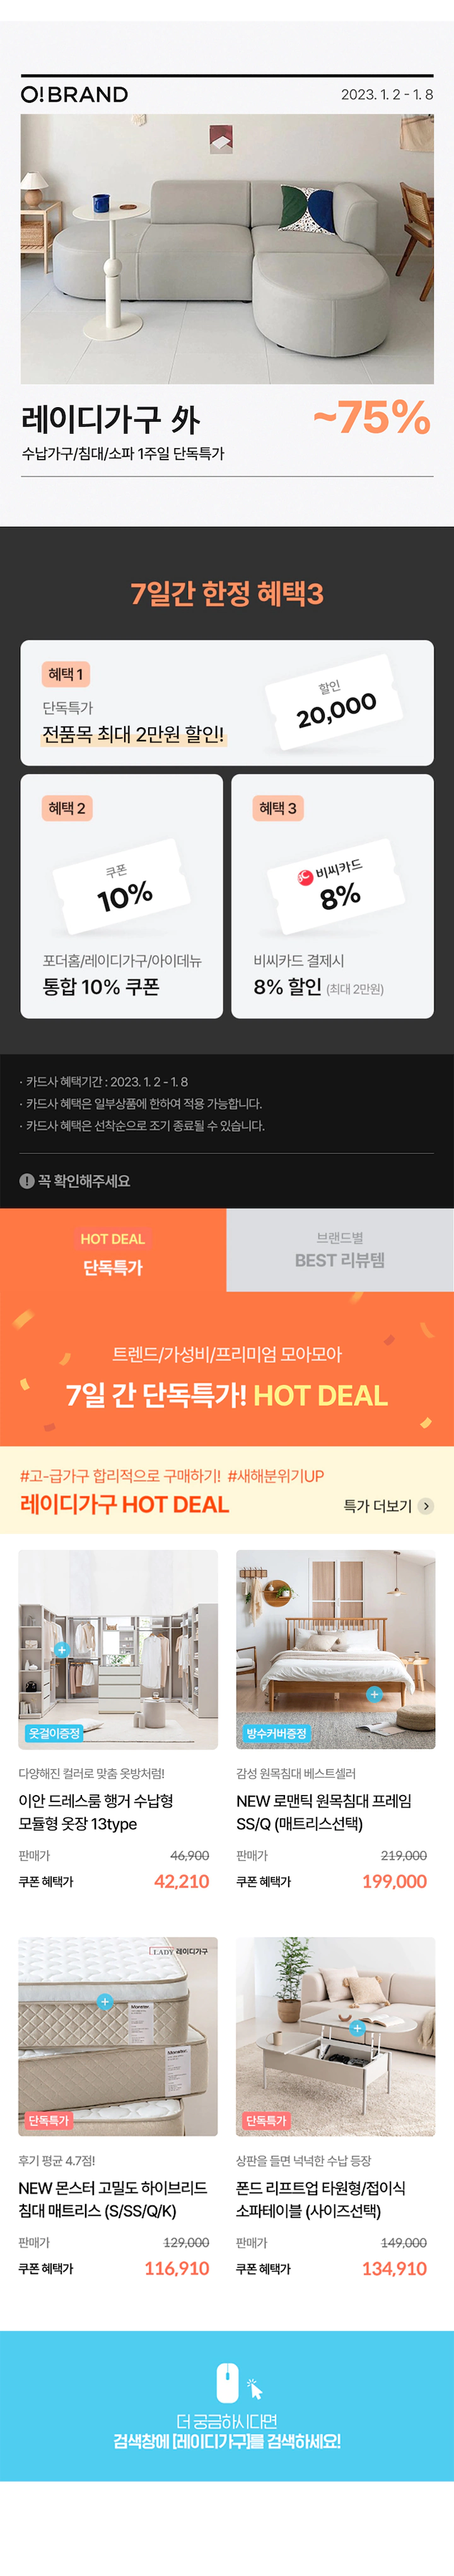 O!BRAND
2023. 1. 2 - 1. 8
레이디가구 外
~75%
수납가구/침대/소파 1주일 단독특가
7일간 한정 혜택3
혜택 1
단독특가
전품목 최대 2만원 할인!
할인
20,000
혜택 2
쿠폰
10%
포더홈/레이디가구/아이데뉴
통합 10% 쿠폰
혜택 3
비씨카드
8%
비씨카드 결제시
8% 할인 (최대 2만원)
· 카드사 혜택기간 : 2023. 1. 2 - 1. 8
· 카드사 혜택은 일부상품에 한하여 적용 가능합니다.
· 카드사 혜택은 선착순으로 조기 종료될 수 있습니다.
! 꼭 확인해주세요
HOT DEAL
단독특가
브랜드별
BEST 리뷰템
트렌드/가성비/프리미엄 모아모아
7일 간 단독특가! HOT DEAL
#고-급가구 합리적으로 구매하기! #새해분위기UP
레이디가구 HOT DEAL
특가 더보기
옷걸이증정
다양해진 컬러로 맞춤 옷방처럼!
이안 드레스룸 행거 수납형
모듈형 옷장 13type
판매가 46,900
쿠폰 혜택가 42,210
방수커버증정
감성 원목침대 베스트셀러
NEW 로맨틱 원목침대 프레임
SS/Q (매트리스선택)
판매가 219,000
쿠폰 혜택가 199,000
LADY 레이디가구
Monster.
Monster.
단독특가
후기 평균 4.7점!
NEW 몬스터 고밀도 하이브리드
침대 매트리스 (S/SS/Q/K)
판매가 129,000
쿠폰 혜택가 116,910
단독특가
상판을 들면 넉넉한 수납 등장
폰드 리프트업 타원형/접이식
소파테이블 (사이즈선택)
판매가 149,000
쿠폰 혜택가 134,910
더 궁금하시다면
검색창에 [레이디가구]를 검색하세요!